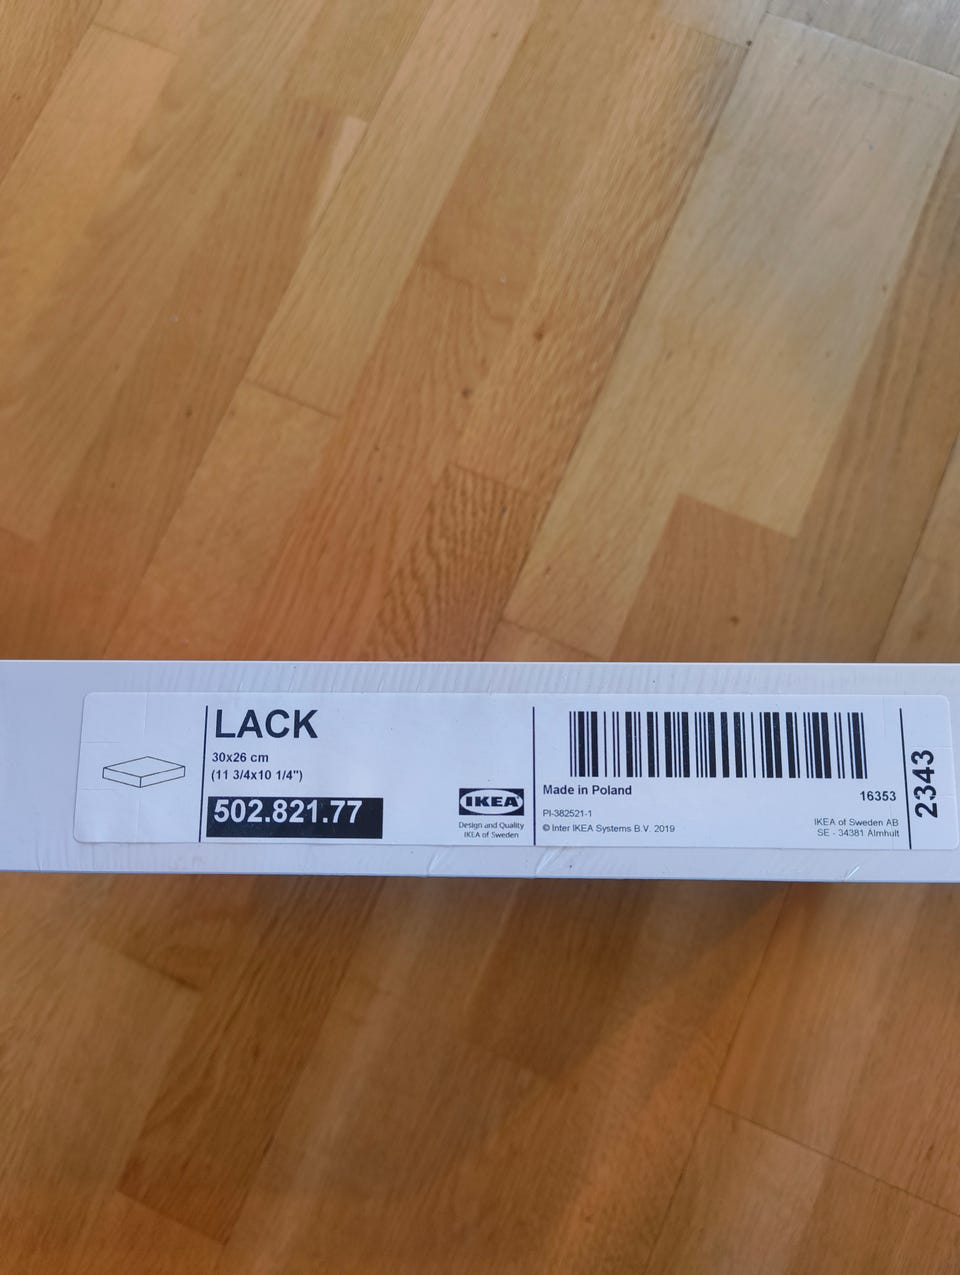 LACK
30x26 cm
(11 3/4x10 1/4")
502.821.77
IKEA
Design and Quality
IKEA of Sweden
Made in Poland
16353
PI-382521-1
© Inter IKEA Systems B.V. 2019
IKEA of Sweden AB
SE - 34381 Älmhult
2343